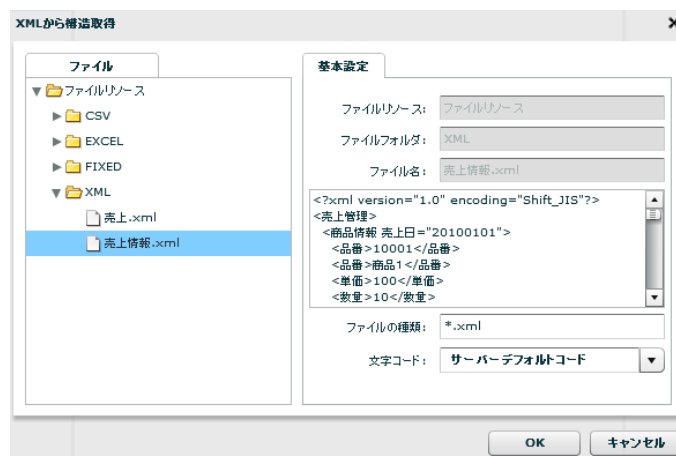 XMLから構造取得
ファイル
ファイルリソース
CSV
EXCEL
FIXED
XML
売上.xml
売上情報.xml
基本設定
ファイルリソース: ファイルリソース
ファイルフォルダ: XML
ファイル名: 売上情報.xml
<?xml version="1.0" encoding="Shift_JIS"?>
<売上管理>
<商品情報 売上日="20100101">
<品番>10001</品番>
<品番>商品1</品番>
<単価>100</単価>
<数量>10</数量>
ファイルの種類: *.xml
文字コード: サーバーデフォルトコード
OK
キャンセル